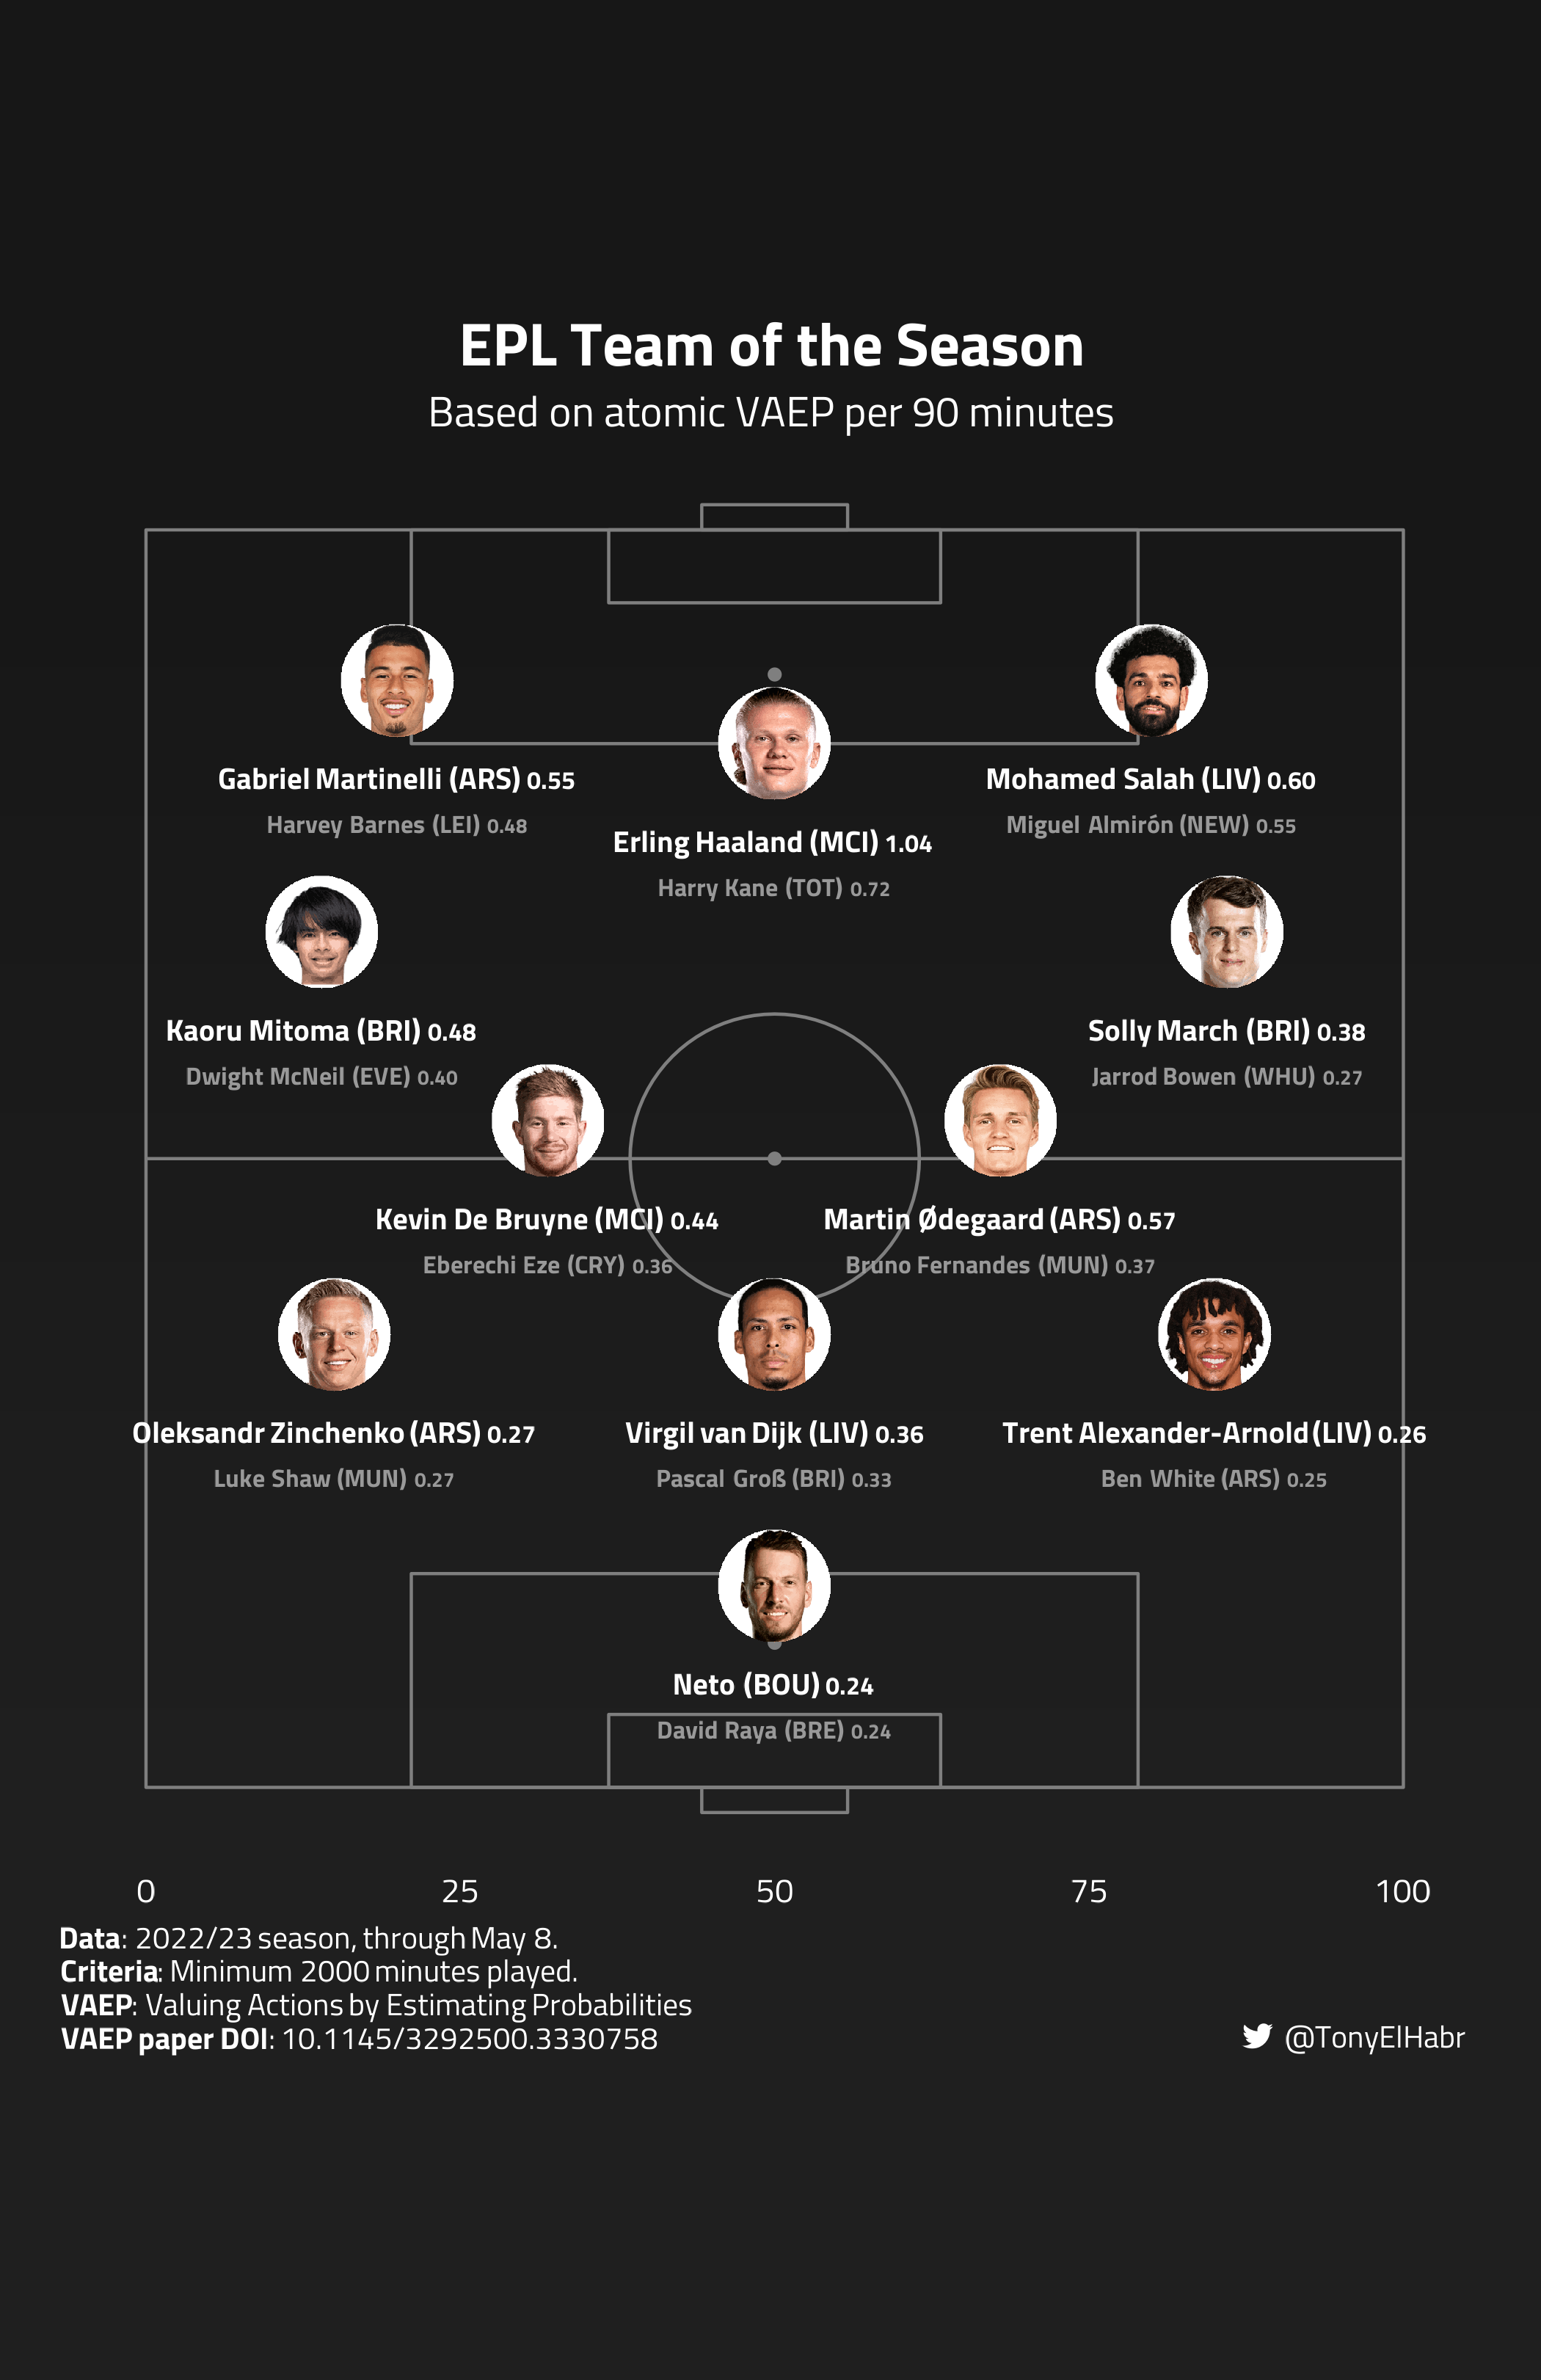 EPL Team of the Season
Based on atomic VAEP per 90 minutes
Gabriel Martinelli (ARS) 0.55
Harvey Barnes (LEI) 0.48
Mohamed Salah (LIV) 0.60
Miguel Almirón (NEW) 0.55
Erling Haaland (MCI) 1.04
Harry Kane (TOT) 0.72
Kaoru Mitoma (BRI) 0.48
Dwight McNeil (EVE) 0.40
Solly March (BRI) 0.38
Jarrod Bowen (WHU) 0.27
Kevin De Bruyne (MCI) 0.44
Eberechi Eze (CRY) 0.36
Martin Ødegaard (ARS) 0.57
Bruno Fernandes (MUN) 0.37
Oleksandr Zinchenko (ARS) 0.27
Luke Shaw (MUN) 0.27
Virgil van Dijk (LIV) 0.36
Pascal Groß (BRI) 0.33
Trent Alexander-Arnold (LIV) 0.26
Ben White (ARS) 0.25
Neto (BOU) 0.24
David Raya (BRE) 0.24
0 25 50 75 100
Data: 2022/23 season, through May 8.
Criteria: Minimum 2000 minutes played.
VAEP: Valuing Actions by Estimating Probabilities
VAEP paper DOI: 10.1145/3292500.3330758
@TonyElHabr